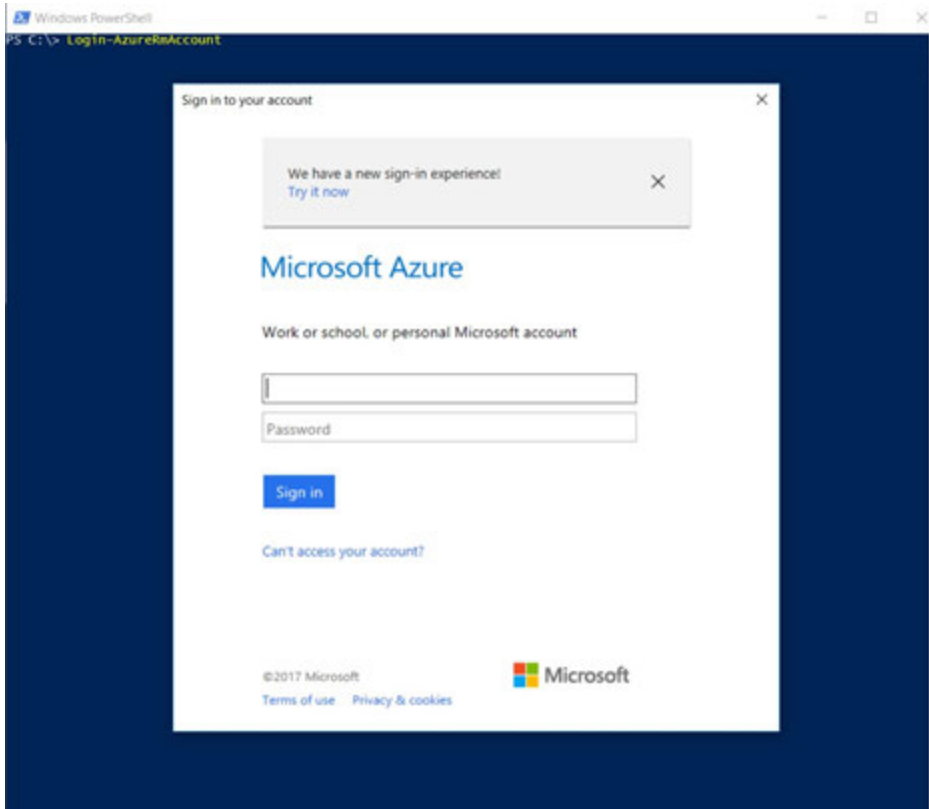 Windows PowerShell
PS C:\> Login-AzureRmAccount
Sign in to your account
We have a new sign-in experience!
Try it now
Microsoft Azure
Work or school, or personal Microsoft account
Password
Sign in
Can't access your account?
©2017 Microsoft
Microsoft
Terms of use Privacy & cookies